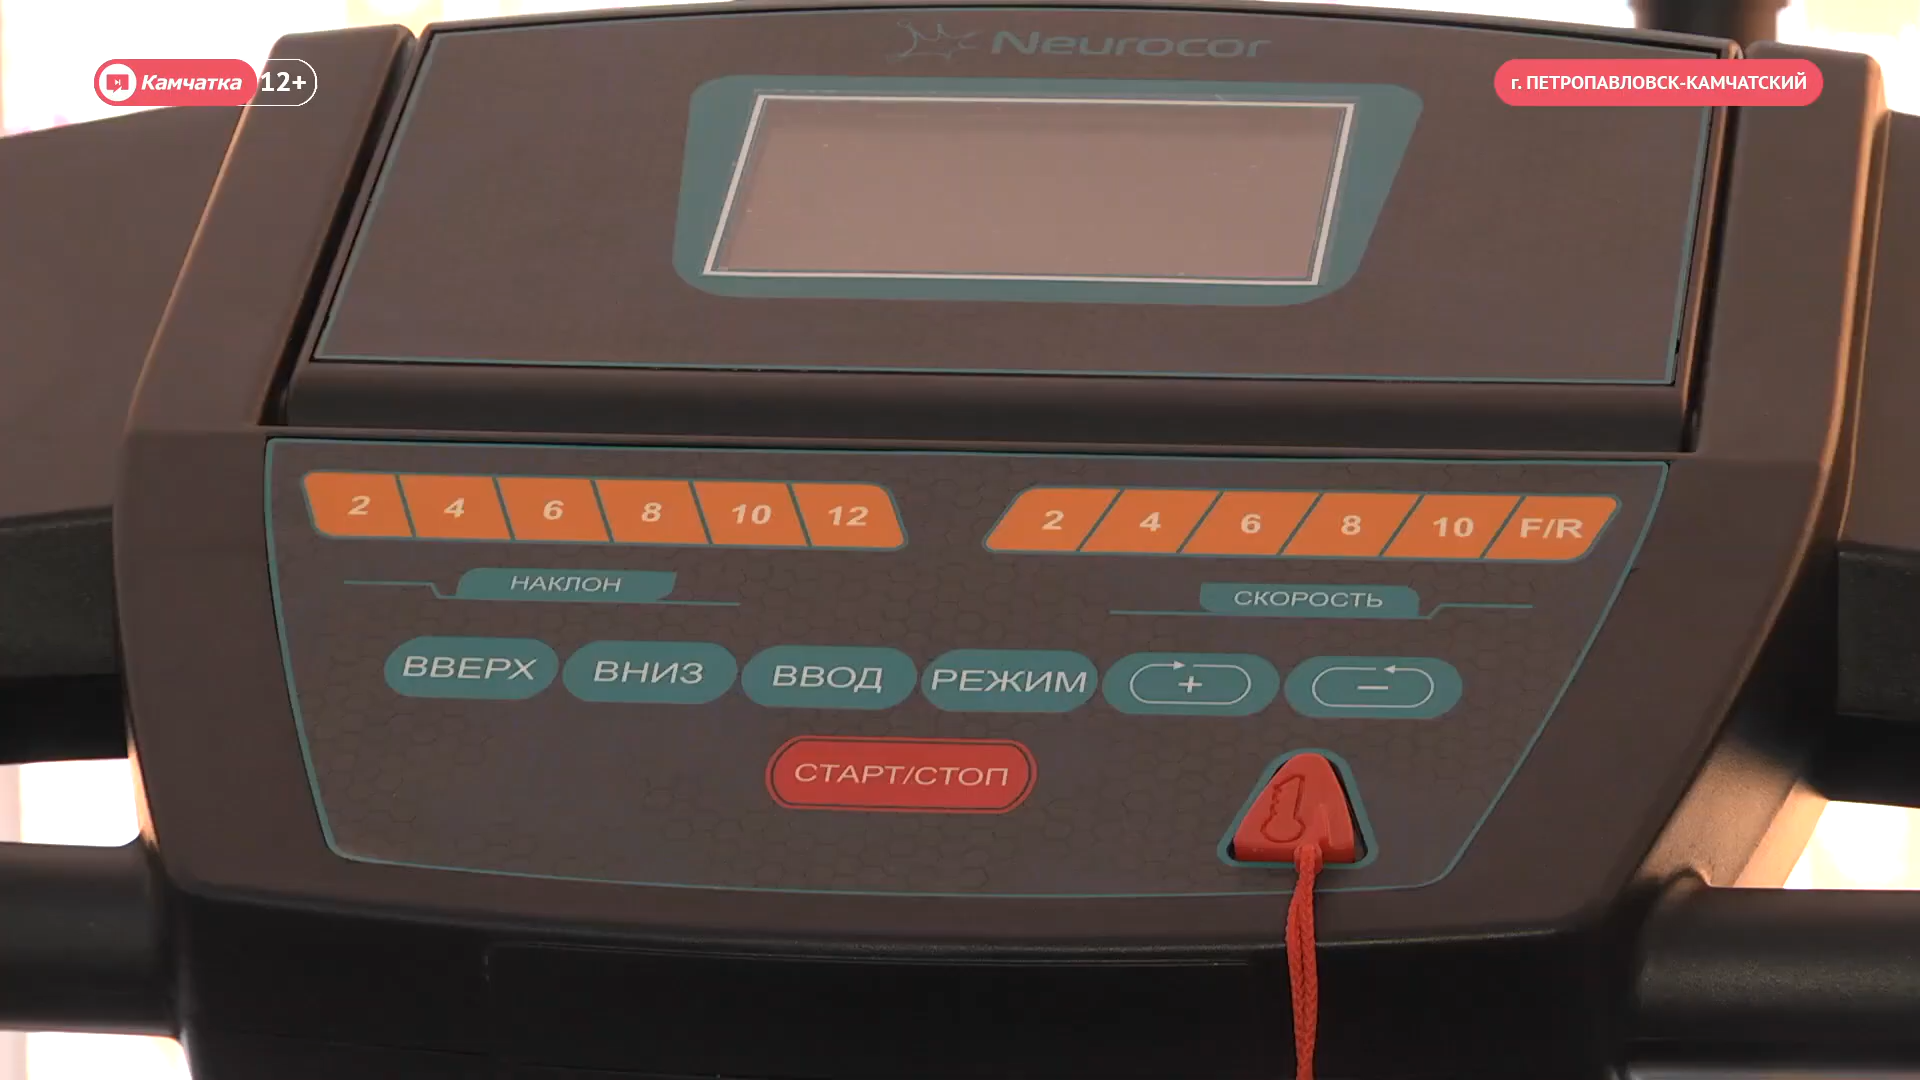 Neurocor
Камчатка 12+
г. ПЕТРОПАВЛОВСК-КАМЧАТСКИЙ
2 4 6 8 10 12
2 4 6 8 10 F/R
НАКЛОН
СКОРОСТЬ
ВВЕРХ ВНИЗ ВВОД РЕЖИМ + −
СТАРТ/СТОП